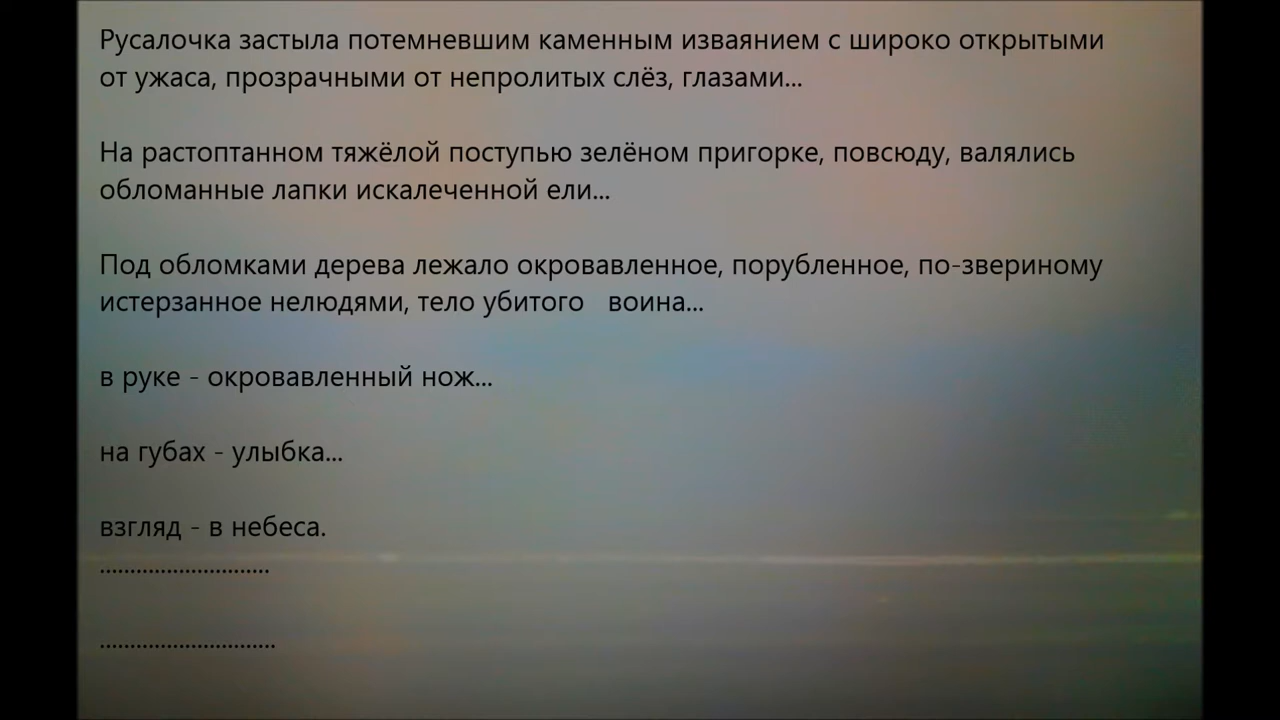 Русалочка застыла потемневшим каменным изваянием с широко открытыми
от ужаса, прозрачными от непролитых слёз, глазами...
На растоптанном тяжёлой поступью зелёном пригорке, повсюду, валялись
обломанные лапки искалеченной ели...
Под обломками дерева лежало окровавленное, порубленное, по-звериному
истерзанное нелюдями, тело убитого   воина...
в руке - окровавленный нож...
на губах - улыбка...
взгляд - в небеса.
............................
.............................